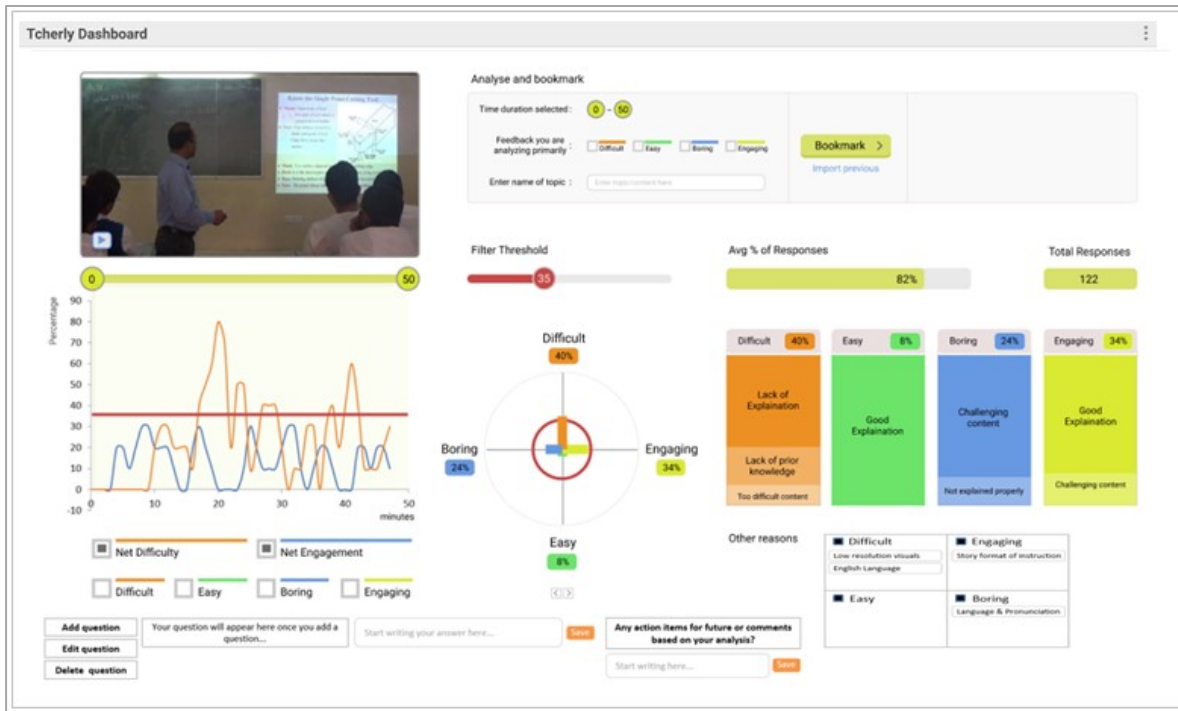 Tcherly Dashboard
Analyse and bookmark
Time duration selected :
0 - 50
Feedback you are
analyzing primarily :
Difficult
Easy
Boring
Engaging
Enter name of topic :
Enter topic/content here
Bookmark >
Import previous
0
50
Percentage
90
80
70
60
50
40
30
20
10
0
-10
0
10
20
30
40
50
minutes
Net Difficulty
Net Engagement
Difficult
Easy
Boring
Engaging
Filter Threshold
35
Difficult
40%
Boring
24%
Engaging
34%
Easy
8%
< >
Avg % of Responses
82%
Total Responses
122
Difficult 40%
Lack of
Explaination
Lack of prior
knowledge
Too difficult content
Easy 8%
Good
Explaination
Boring 24%
Challenging
content
Not explained properly
Engaging 34%
Good
Explaination
Challenging content
Other reasons
Difficult
Low resolution visuals
English Language
Engaging
Story format of instruction
Easy
Boring
Language & Pronunciation
Add question
Edit question
Delete question
Your question will appear here once you add a
question...
Start writing your answer here...
Save
Any action items for future or comments
based on your analysis?
Start writing here...
Save